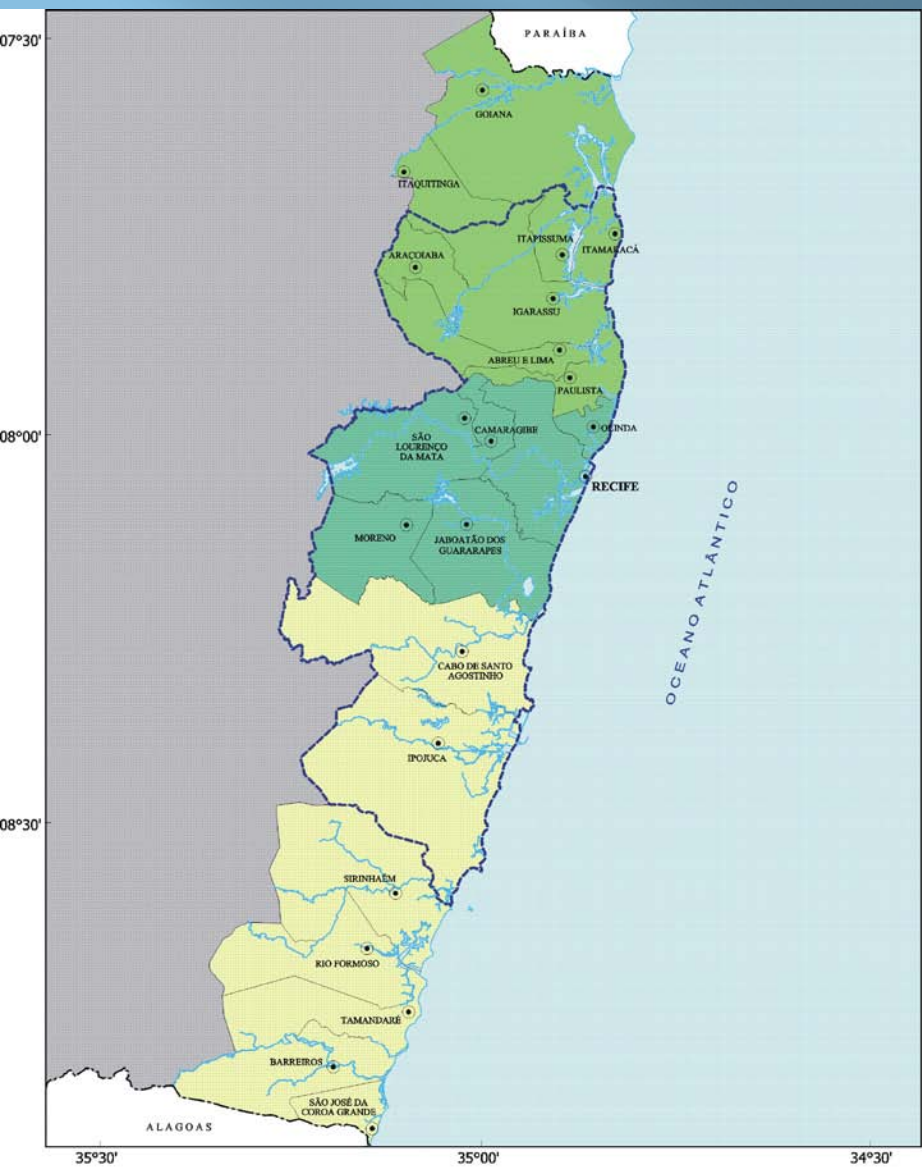 PARAÍBA
07°30'
GOIANA
ITAQUITINGA
ITAPISSUMA
ITAMARACÁ
ARAÇOIABA
IGARASSU
ABREU E LIMA
PAULISTA
OLINDA
08°00'
CAMARAGIBE
SÃO
LOURENÇO
DA MATA
RECIFE
MORENO
JABOATÃO DOS
GUARARAPES
OCEANO ATLÂNTICO
CABO DE SANTO
AGOSTINHO
IPOJUCA
08°30'
SIRINHAÉM
RIO FORMOSO
TAMANDARÉ
BARREIROS
SÃO JOSÉ DA
COROA GRANDE
ALAGOAS
35°30'
35°00'
34°30'